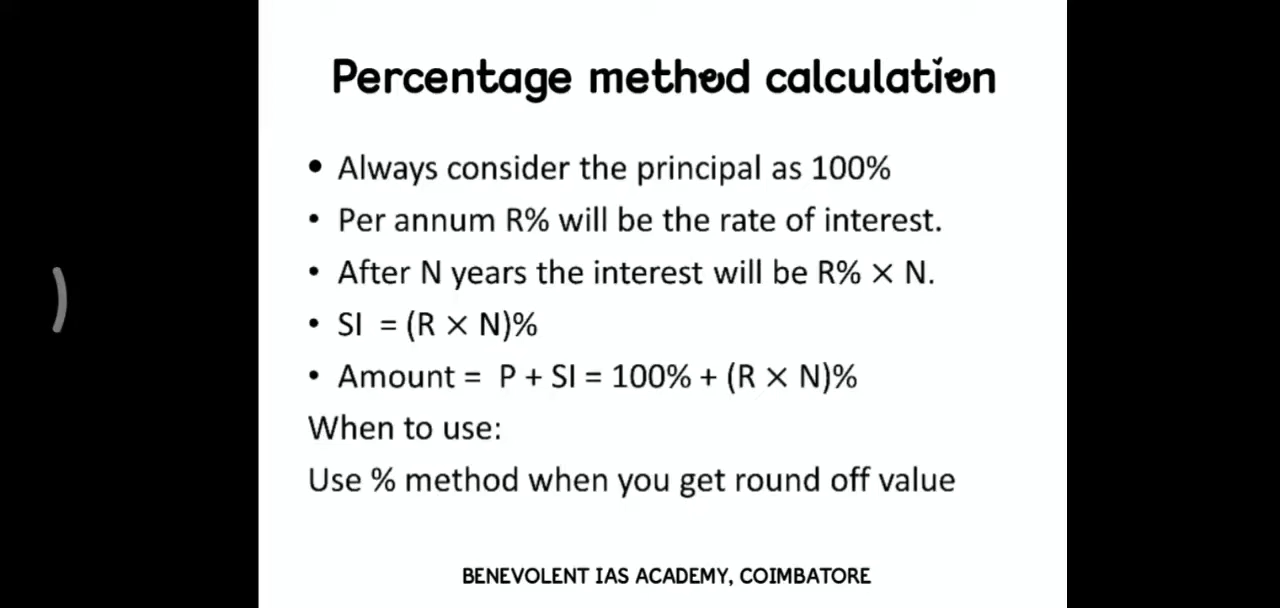 Percentage method calculation
• Always consider the principal as 100%
• Per annum R% will be the rate of interest.
• After N years the interest will be R% × N.
• SI = (R × N)%
• Amount = P + SI = 100% + (R × N)%
When to use:
Use % method when you get round off value
BENEVOLENT IAS ACADEMY, COIMBATORE